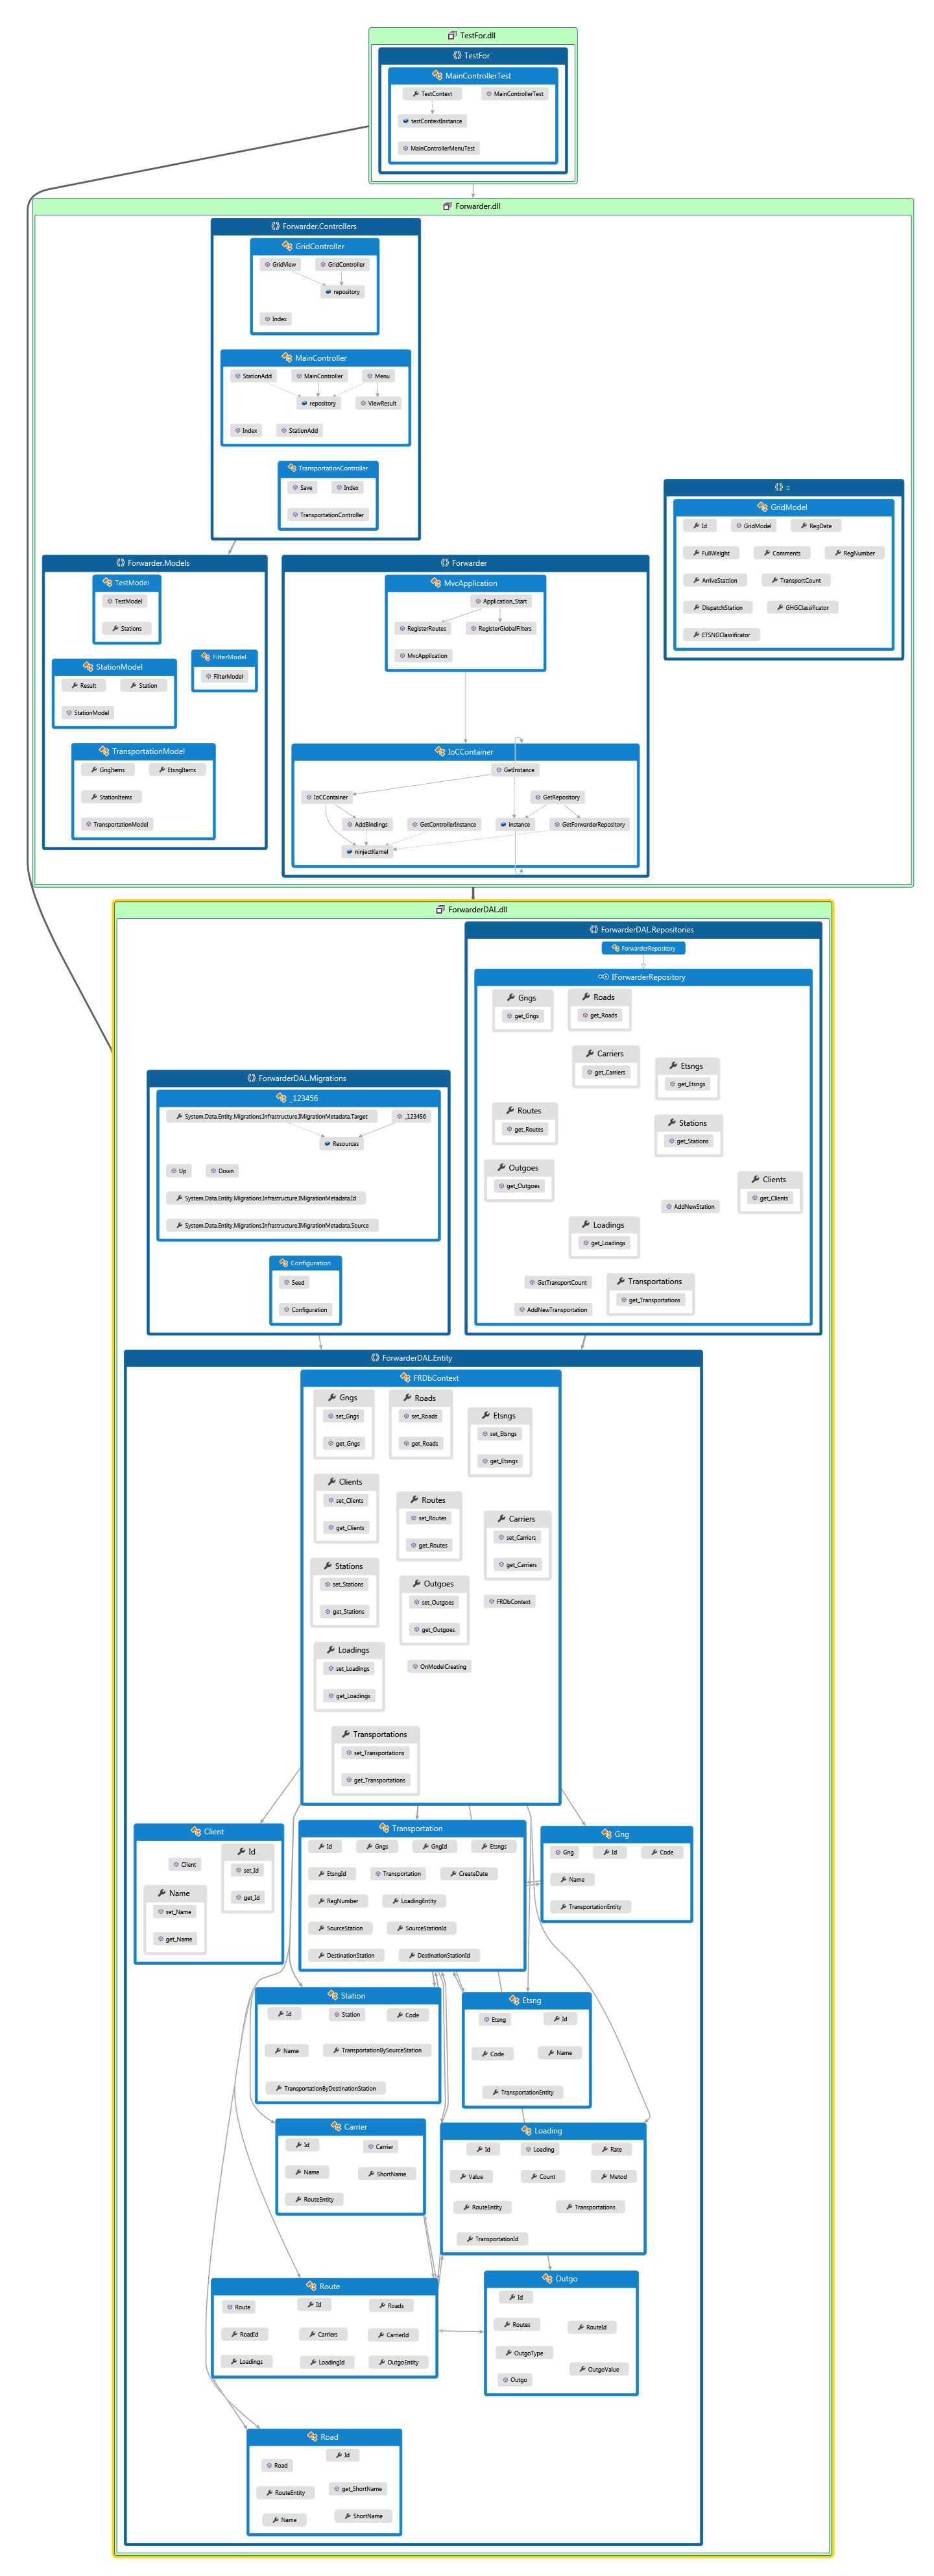 TestFor.dll
TestFor
MainControllerTest
TestContext
MainControllerTest
testContextInstance
MainControllerMenuTest
Forwarder.dll
Forwarder.Controllers
GridController
GridView
GridController
repository
Index
MainController
StationAdd
MainController
Menu
repository
ViewResult
Index
StationAdd
TransportationController
Save
Index
TransportationController
::
GridModel
Id
GridModel
RegDate
FullWeight
Comments
RegNumber
ArriveStattion
TransportCount
DispatchStation
GHGClassificator
ETSNGClassificator
Forwarder.Models
TestModel
TestModel
Stations
FilterModel
FilterModel
StationModel
Result
Station
StationModel
TransportationModel
GngItems
EtsngItems
StationItems
TransportationModel
Forwarder
MvcApplication
Application_Start
RegisterRoutes
RegisterGlobalFilters
MvcApplication
IoCContainer
GetInstance
IoCContainer
GetRepository
AddBindings
GetControllerInstance
instance
GetForwarderRepository
ninjectKernel
ForwarderDAL.dll
ForwarderDAL.Repositories
ForwarderRepository
IForwarderRepository
Gngs
get_Gngs
Roads
get_Roads
Carriers
get_Carriers
Etsngs
get_Etsngs
Routes
get_Routes
Stations
get_Stations
Outgoes
get_Outgoes
Clients
get_Clients
AddNewStation
Loadings
get_Loadings
GetTransportCount
Transportations
get_Transportations
AddNewTransportation
ForwarderDAL.Migrations
_123456
System.Data.Entity.Migrations.Infrastructure.IMigrationMetadata.Target
_123456
Resources
Up
Down
System.Data.Entity.Migrations.Infrastructure.IMigrationMetadata.Id
System.Data.Entity.Migrations.Infrastructure.IMigrationMetadata.Source
Configuration
Seed
Configuration
ForwarderDAL.Entity
FRDbContext
Gngs
set_Gngs
get_Gngs
Roads
set_Roads
get_Roads
Etsngs
set_Etsngs
get_Etsngs
Clients
set_Clients
get_Clients
Routes
set_Routes
get_Routes
Carriers
set_Carriers
get_Carriers
Stations
set_Stations
get_Stations
Outgoes
set_Outgoes
get_Outgoes
FRDbContext
Loadings
set_Loadings
get_Loadings
OnModelCreating
Transportations
set_Transportations
get_Transportations
Client
Client
Id
set_Id
get_Id
Name
set_Name
get_Name
Transportation
Id
Gngs
GngId
Etsngs
EtsngId
Transportation
CreateDate
RegNumber
LoadingEntity
SourceStation
SourceStationId
DestinationStation
DestinationStationId
Gng
Gng
Id
Code
Name
TransportationEntity
Station
Id
Station
Code
Name
TransportationBySourceStation
TransportationByDestinationStation
Etsng
Etsng
Id
Code
Name
TransportationEntity
Carrier
Id
Carrier
Name
ShortName
RouteEntity
Loading
Id
Loading
Rate
Value
Count
Metod
RouteEntity
Transportations
TransportationId
Route
Route
Id
Roads
RoadId
Carriers
CarrierId
Loadings
LoadingId
OutgoEntity
Outgo
Id
Routes
RouteId
OutgoType
OutgoValue
Outgo
Road
Road
Id
RouteEntity
get_ShortName
Name
ShortName